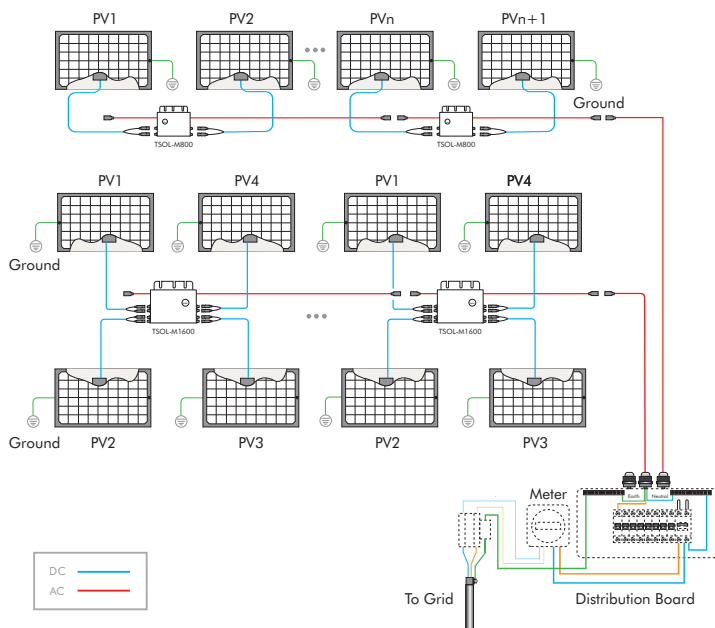 PV1 PV2 PVn PVn+1
Ground
TSOL-M800 TSOL-M800
PV1 PV4 PV1 PV4
Ground
TSOL-M1600 TSOL-M1600
Ground PV2 PV3 PV2 PV3
Meter Earth Neutral
DC
AC
To Grid Distribution Board